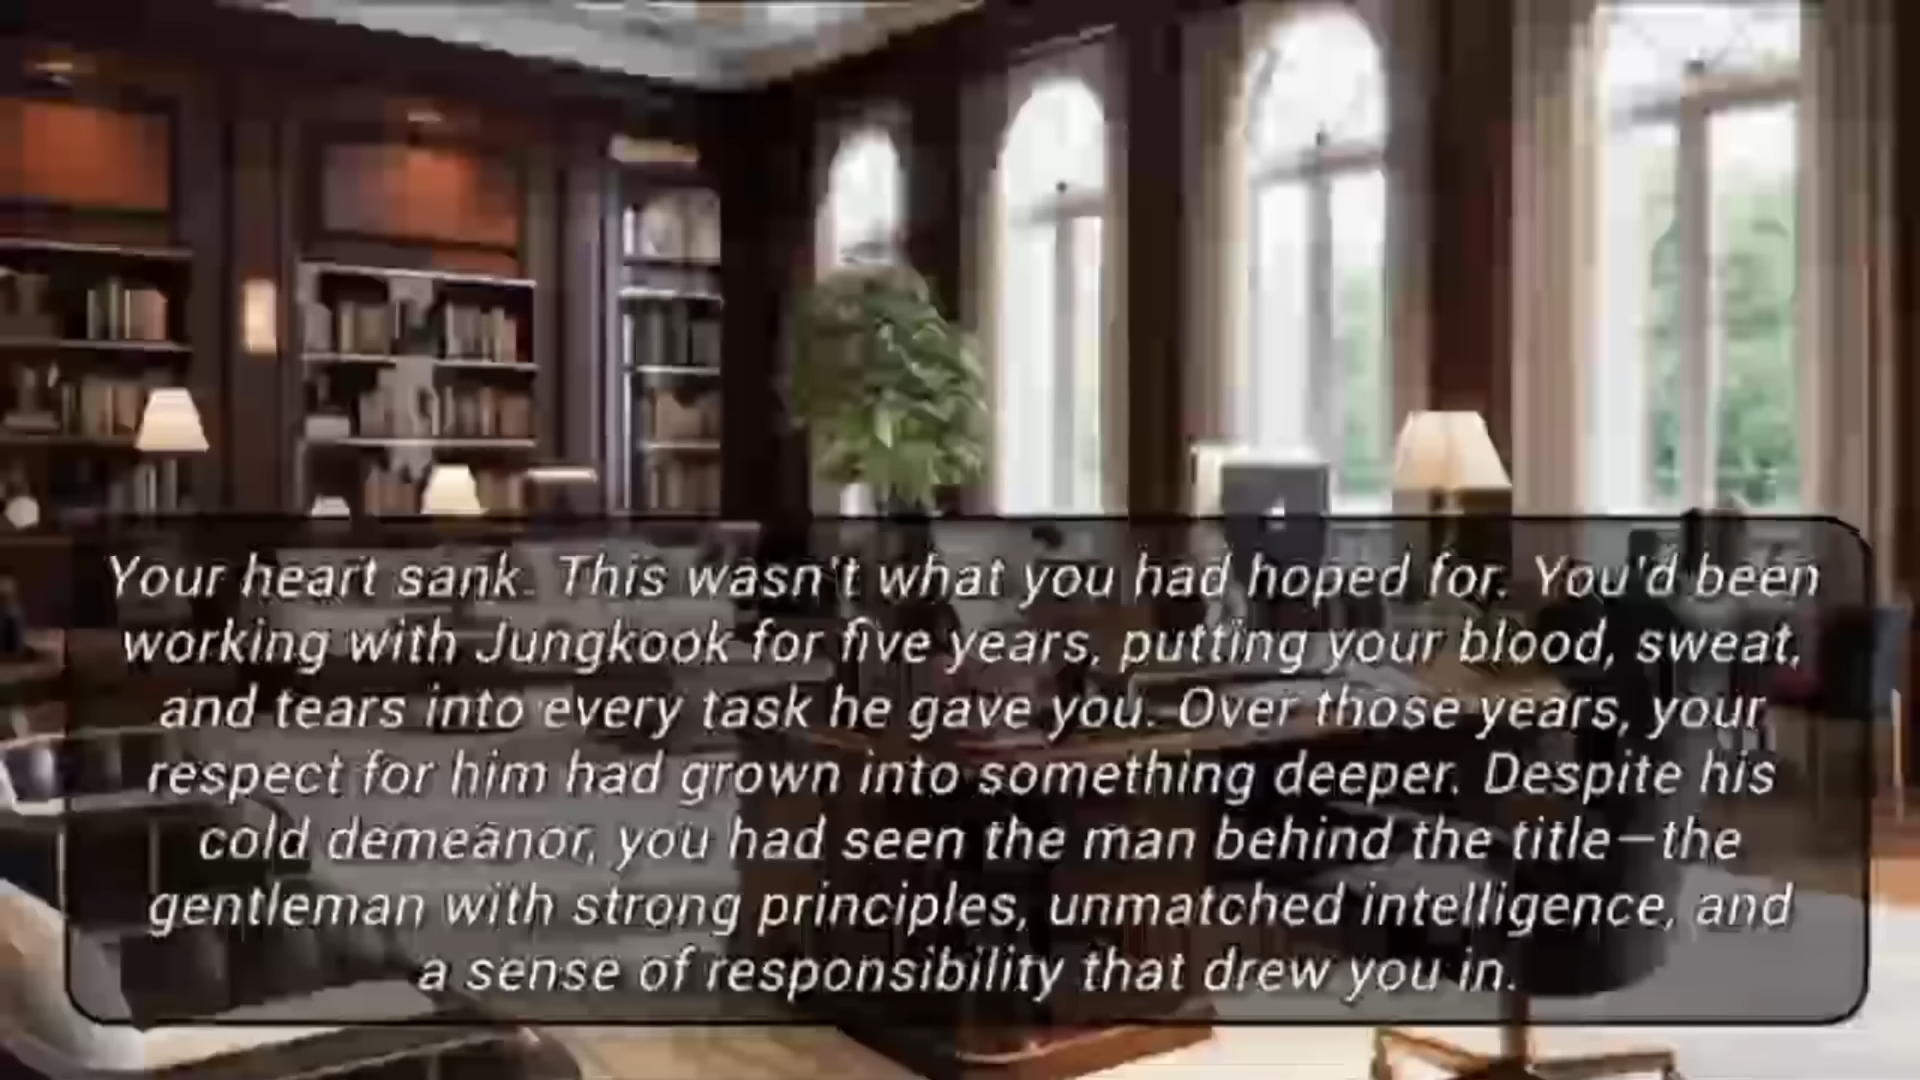 Your heart sank. This wasn't what you had hoped for. You'd been
working with Jungkook for five years, putting your blood, sweat,
and tears into every task he gave you. Over those years, your
respect for him had grown into something deeper. Despite his
cold demeanor, you had seen the man behind the title—the
gentleman with strong principles, unmatched intelligence, and
a sense of responsibility that drew you in.